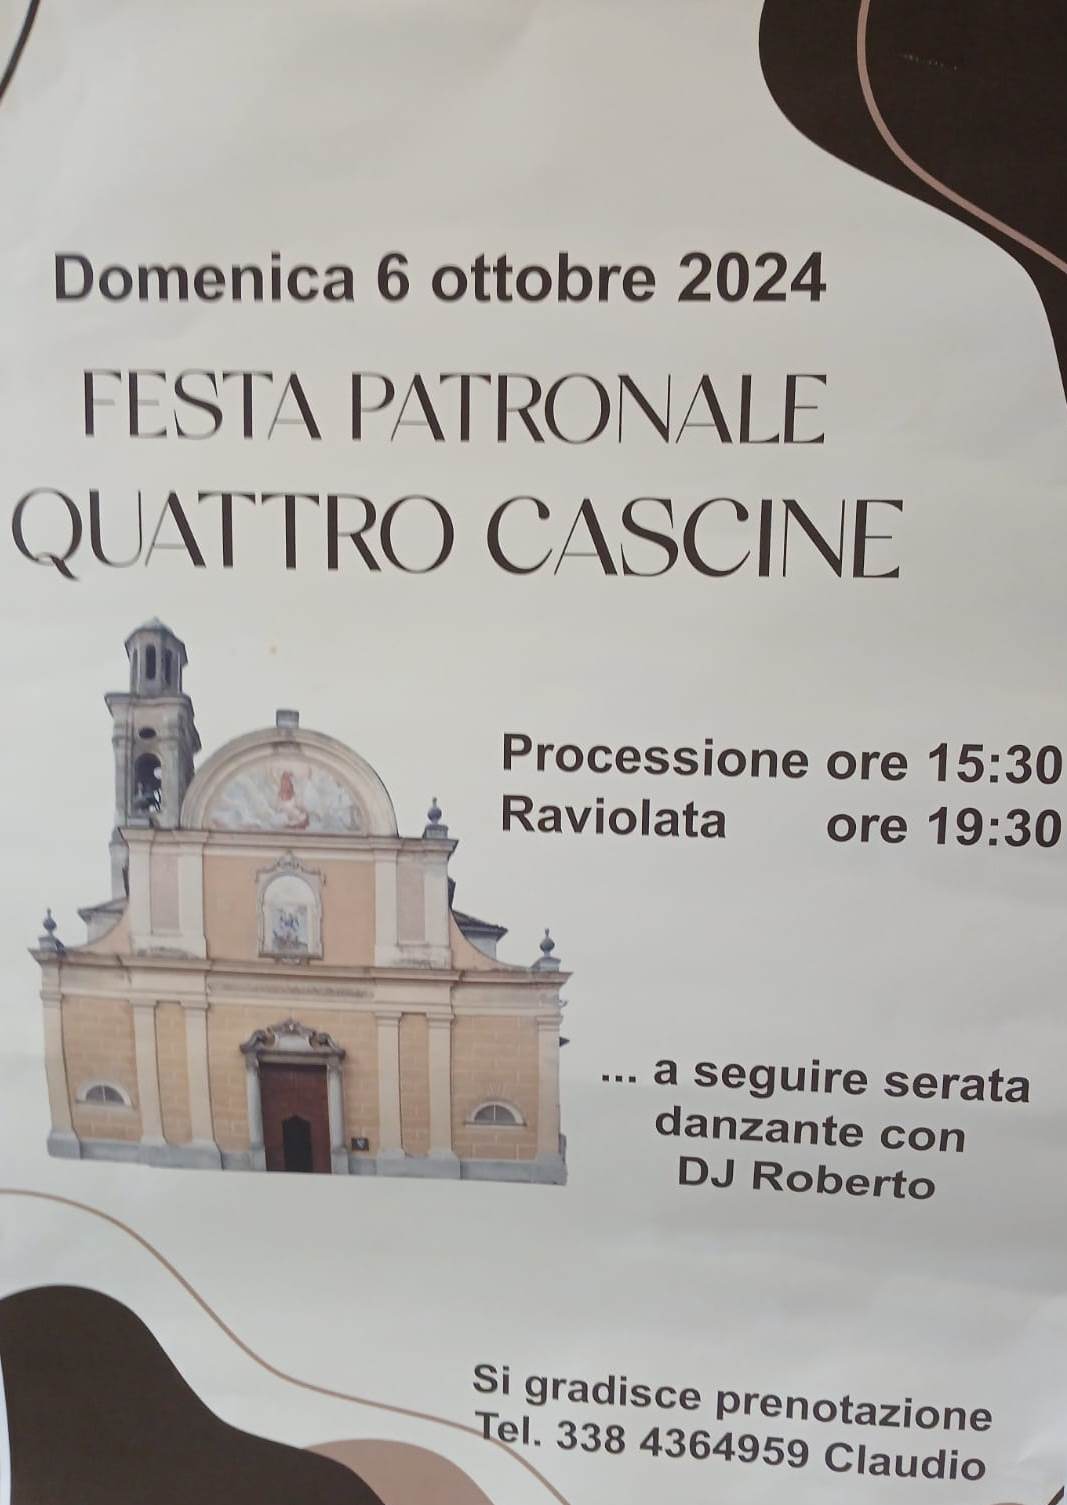 Domenica 6 ottobre 2024
FESTA PATRONALE
QUATTRO CASCINE
Processione ore 15:30
Raviolata ore 19:30
... a seguire serata
danzante con
DJ Roberto
Si gradisce prenotazione
Tel. 338 4364959 Claudio